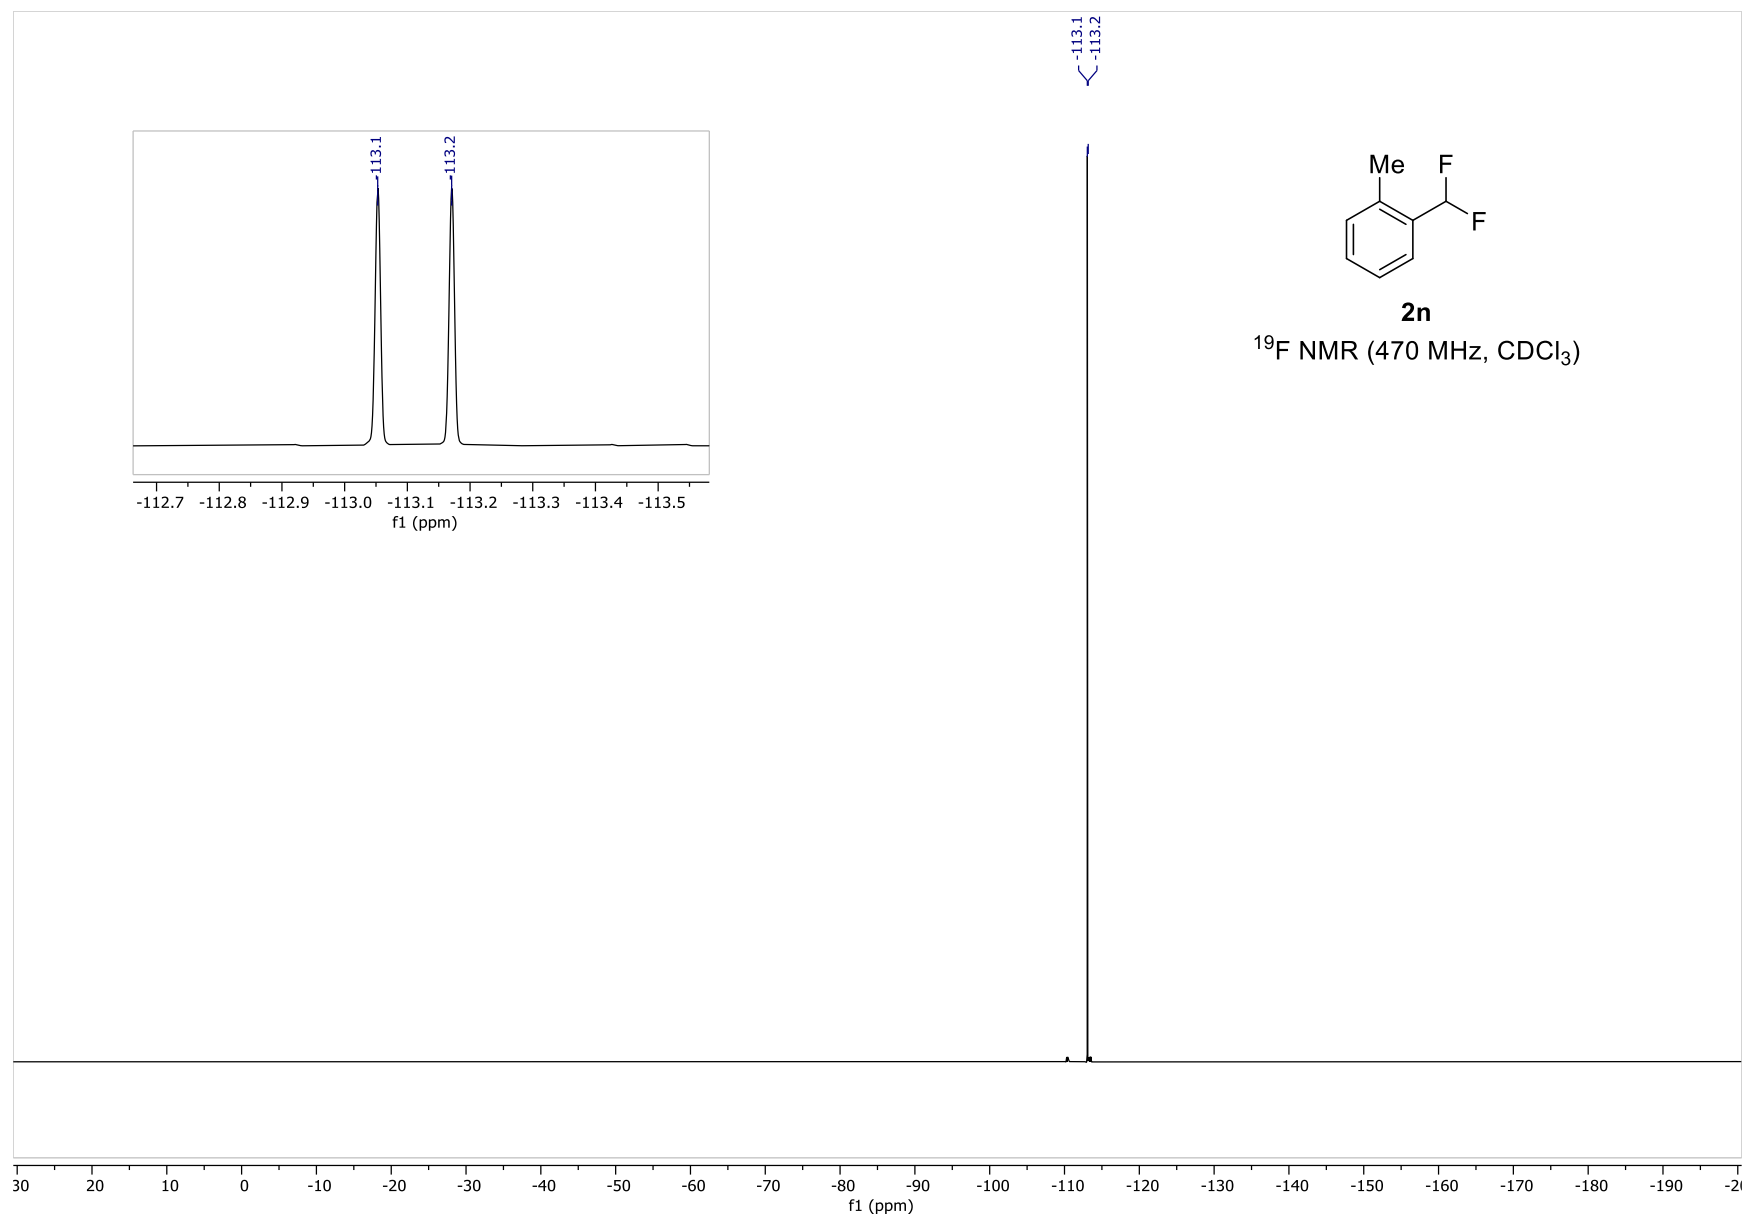 -113.1
-113.2
-113.1
-113.2
-112.7 -112.8 -112.9 -113.0 -113.1 -113.2 -113.3 -113.4 -113.5
f1 (ppm)
Me F
F
2n
¹⁹F NMR (470 MHz, CDCl₃)
30 20 10 0 -10 -20 -30 -40 -50 -60 -70 -80 -90 -100 -110 -120 -130 -140 -150 -160 -170 -180 -190
f1 (ppm)